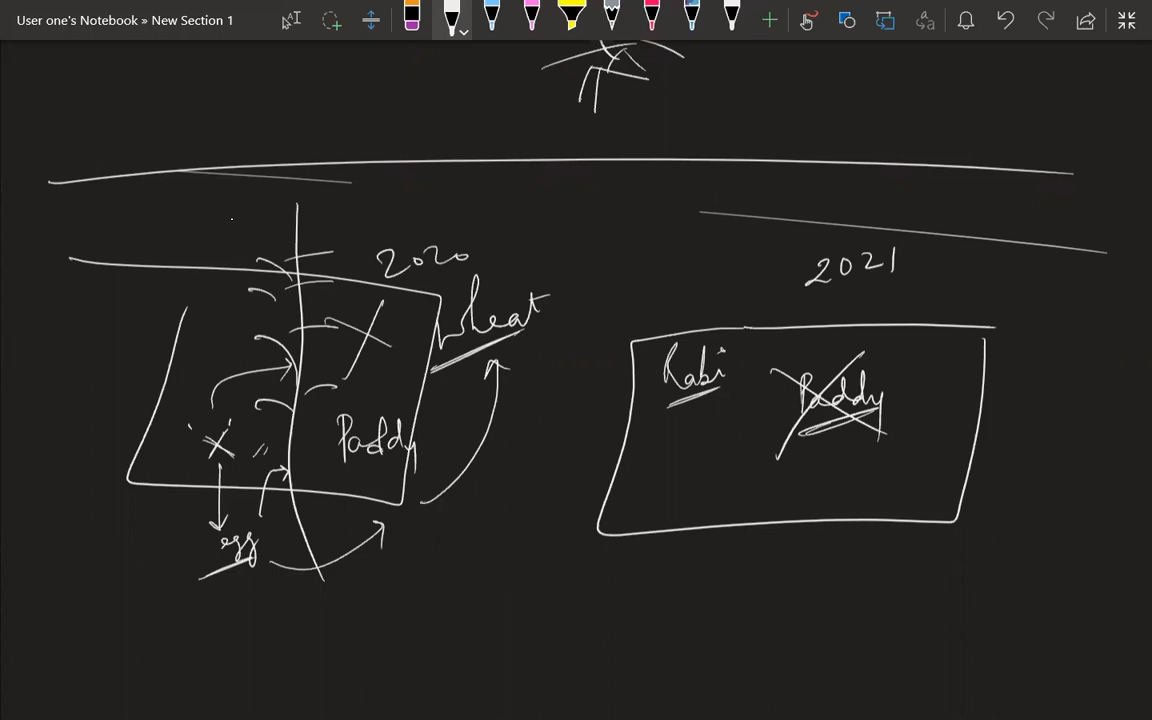 User one's Notebook » New Section 1
2020
2021
Wheat
Rabi
Paddy
Paddy
egg